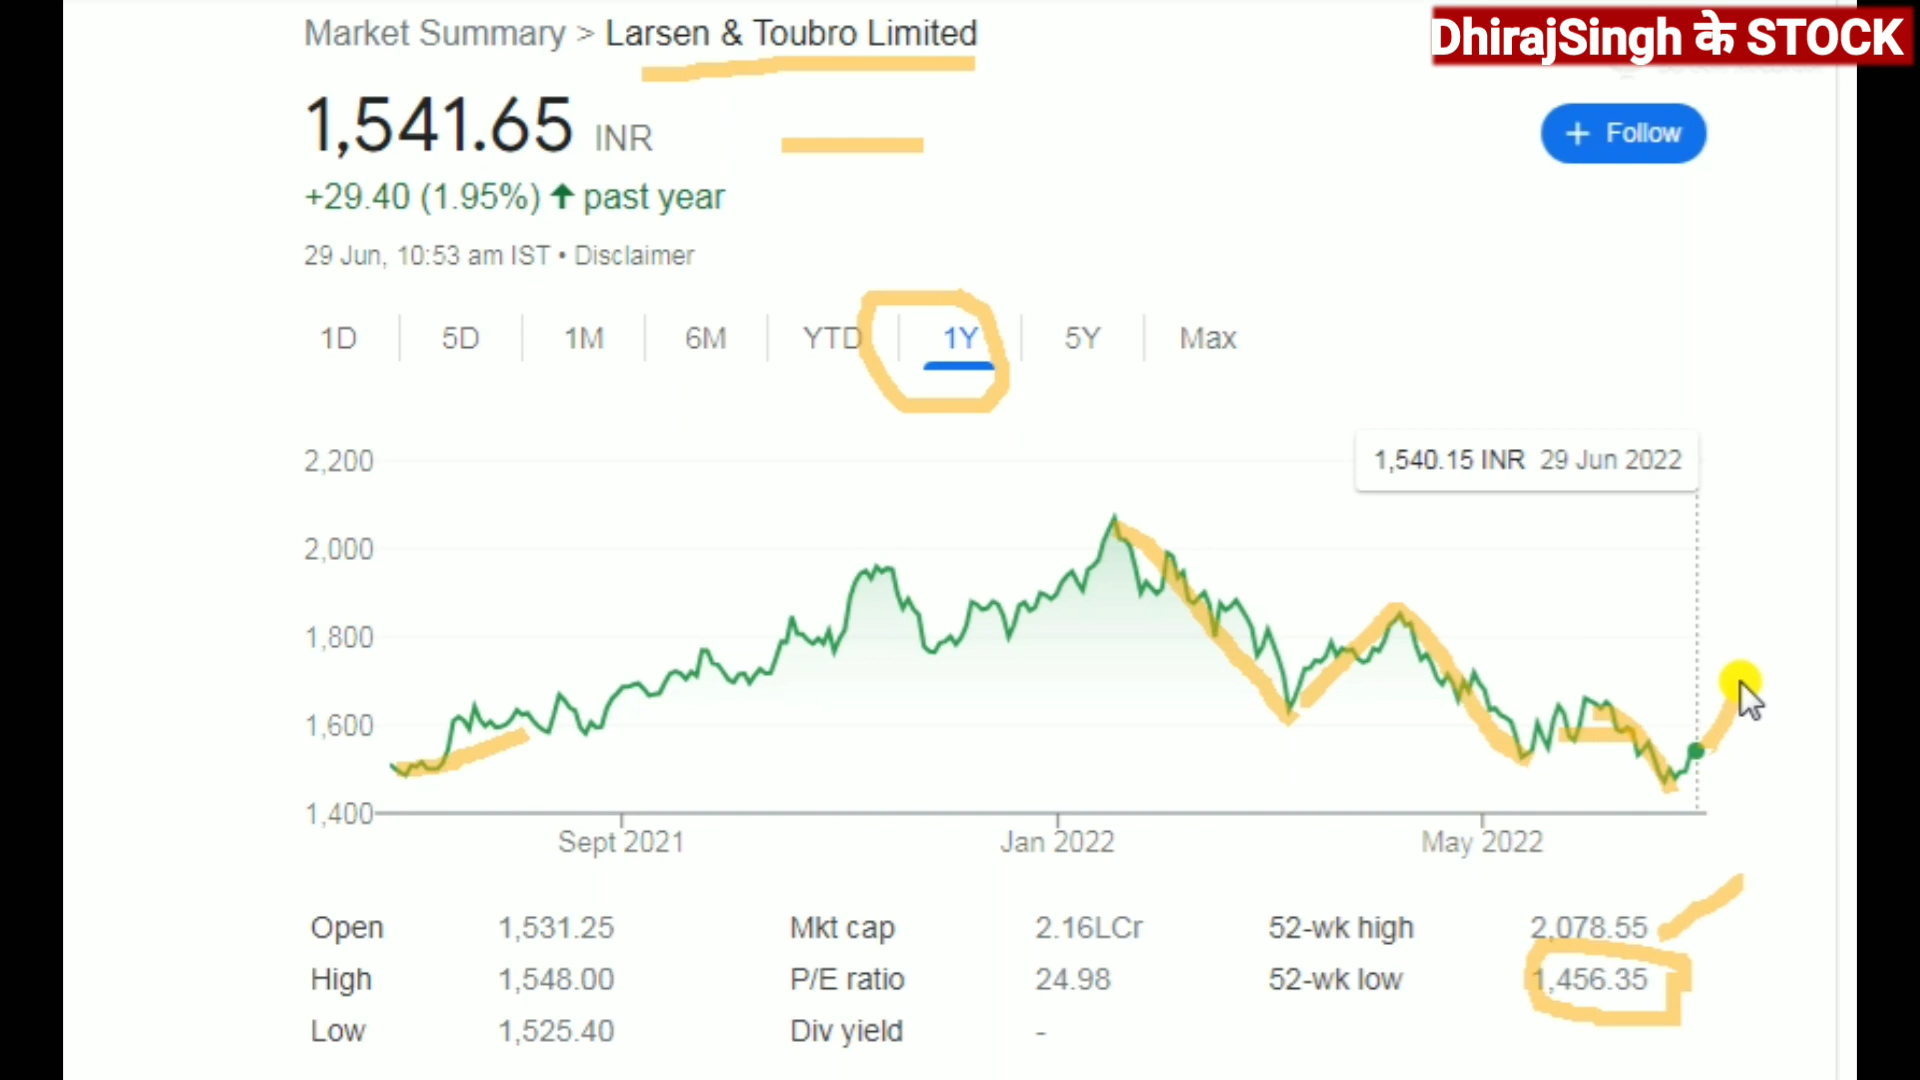 Market Summary > Larsen & Toubro Limited
DhirajSingh के STOCK
1,541.65 INR
+ Follow
+29.40 (1.95%) ↑ past year
29 Jun, 10:53 am IST • Disclaimer
1D 5D 1M 6M YTD 1Y 5Y Max
1,540.15 INR 29 Jun 2022
2,200
2,000
1,800
1,600
1,400
Sept 2021 Jan 2022 May 2022
Open 1,531.25 Mkt cap 2.16LCr 52-wk high 2,078.55
High 1,548.00 P/E ratio 24.98 52-wk low 1,456.35
Low 1,525.40 Div yield -